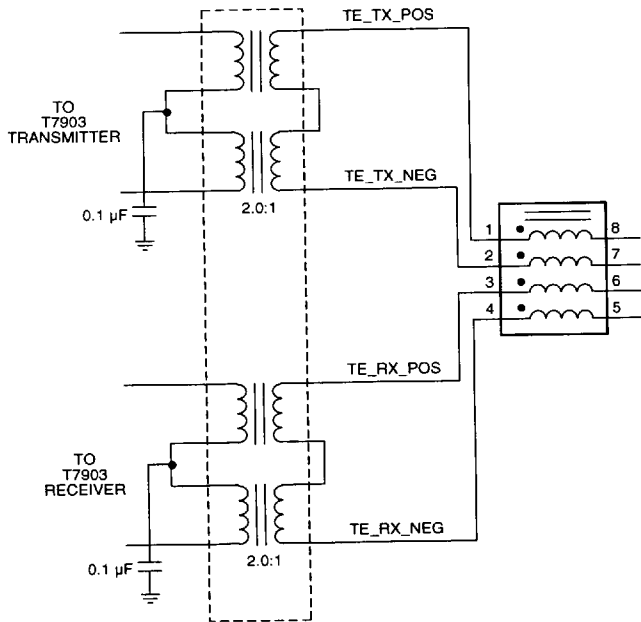 TE_TX_POS
TO
T7903
TRANSMITTER
TE_TX_NEG
0.1 µF
2.0:1
1 8
2 7
3 6
4 5
TE_RX_POS
TO
T7903
RECEIVER
TE_RX_NEG
0.1 µF
2.0:1